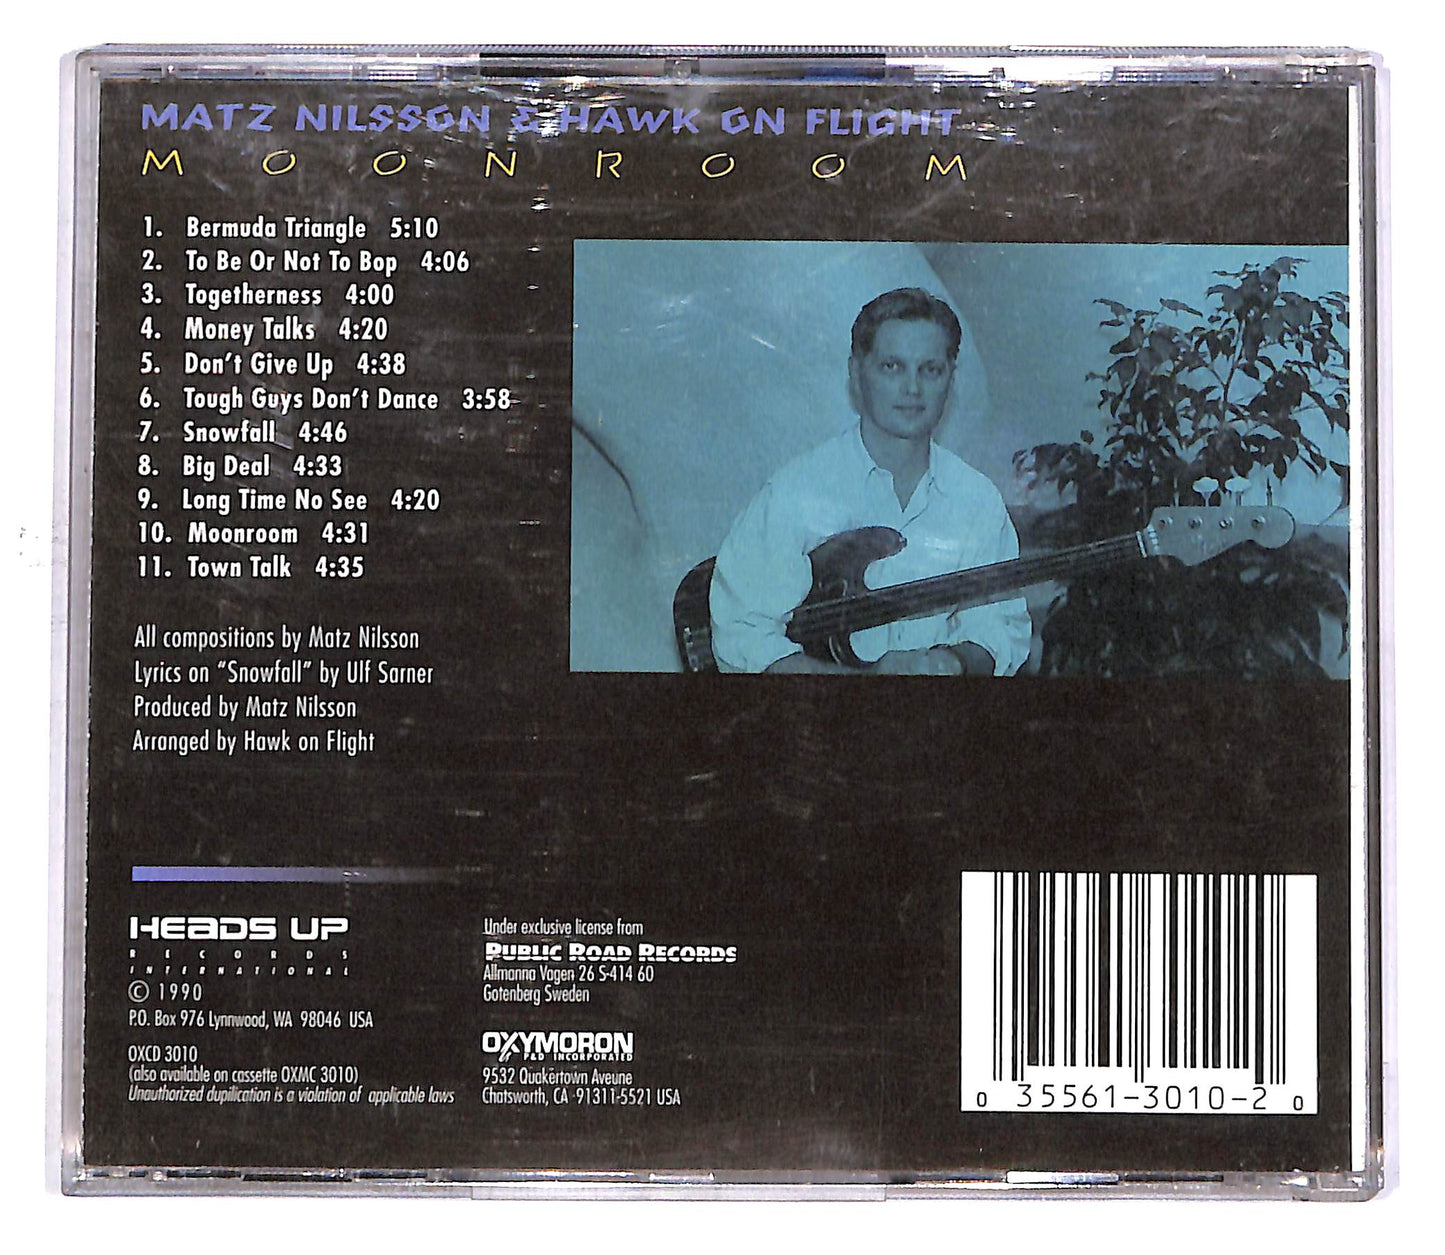 MATZ NILSSON & HAWK ON FLIGHT
MOONROOM
1. Bermuda Triangle 5:10
2. To Be Or Not To Bop 4:06
3. Togetherness 4:00
4. Money Talks 4:20
5. Don't Give Up 4:38
6. Tough Guys Don't Dance 3:58
7. Snowfall 4:46
8. Big Deal 4:33
9. Long Time No See 4:20
10. Moonroom 4:31
11. Town Talk 4:35
All compositions by Matz Nilsson
Lyrics on "Snowfall" by Ulf Sarner
Produced by Matz Nilsson
Arranged by Hawk on Flight
HEADS UP
RECORDS
INTERNATIONAL
© 1990
P.O. Box 976 Lynnwood, WA 98046 USA
OXCD 3010
(also available on cassette OXMC 3010)
Unauthorized dupilication is a violation of applicable laws
Under exclusive license from
PUBLIC ROAD RECORDS
Allmanna Vagen 26 S-414 60
Gotenberg Sweden
OXYMORON
P&D INCORPORATED
9532 Quakertown Aveune
Chatsworth, CA 91311-5521 USA
0 35561-3010-2 0